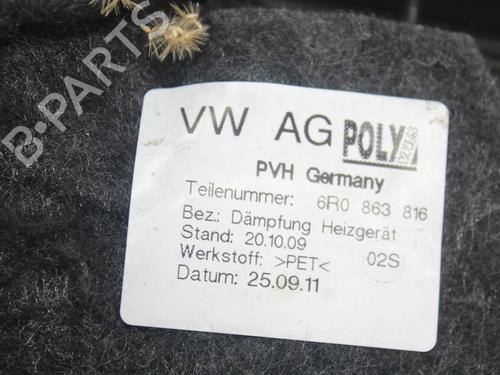 B-PARTS
VW AG POLY
PVH Germany
Teilenummer: 6R0 863 816
Bez.: Dämpfung Heizgerät
Stand: 20.10.09
Werkstoff: >PET< 02S
Datum: 25.09.11